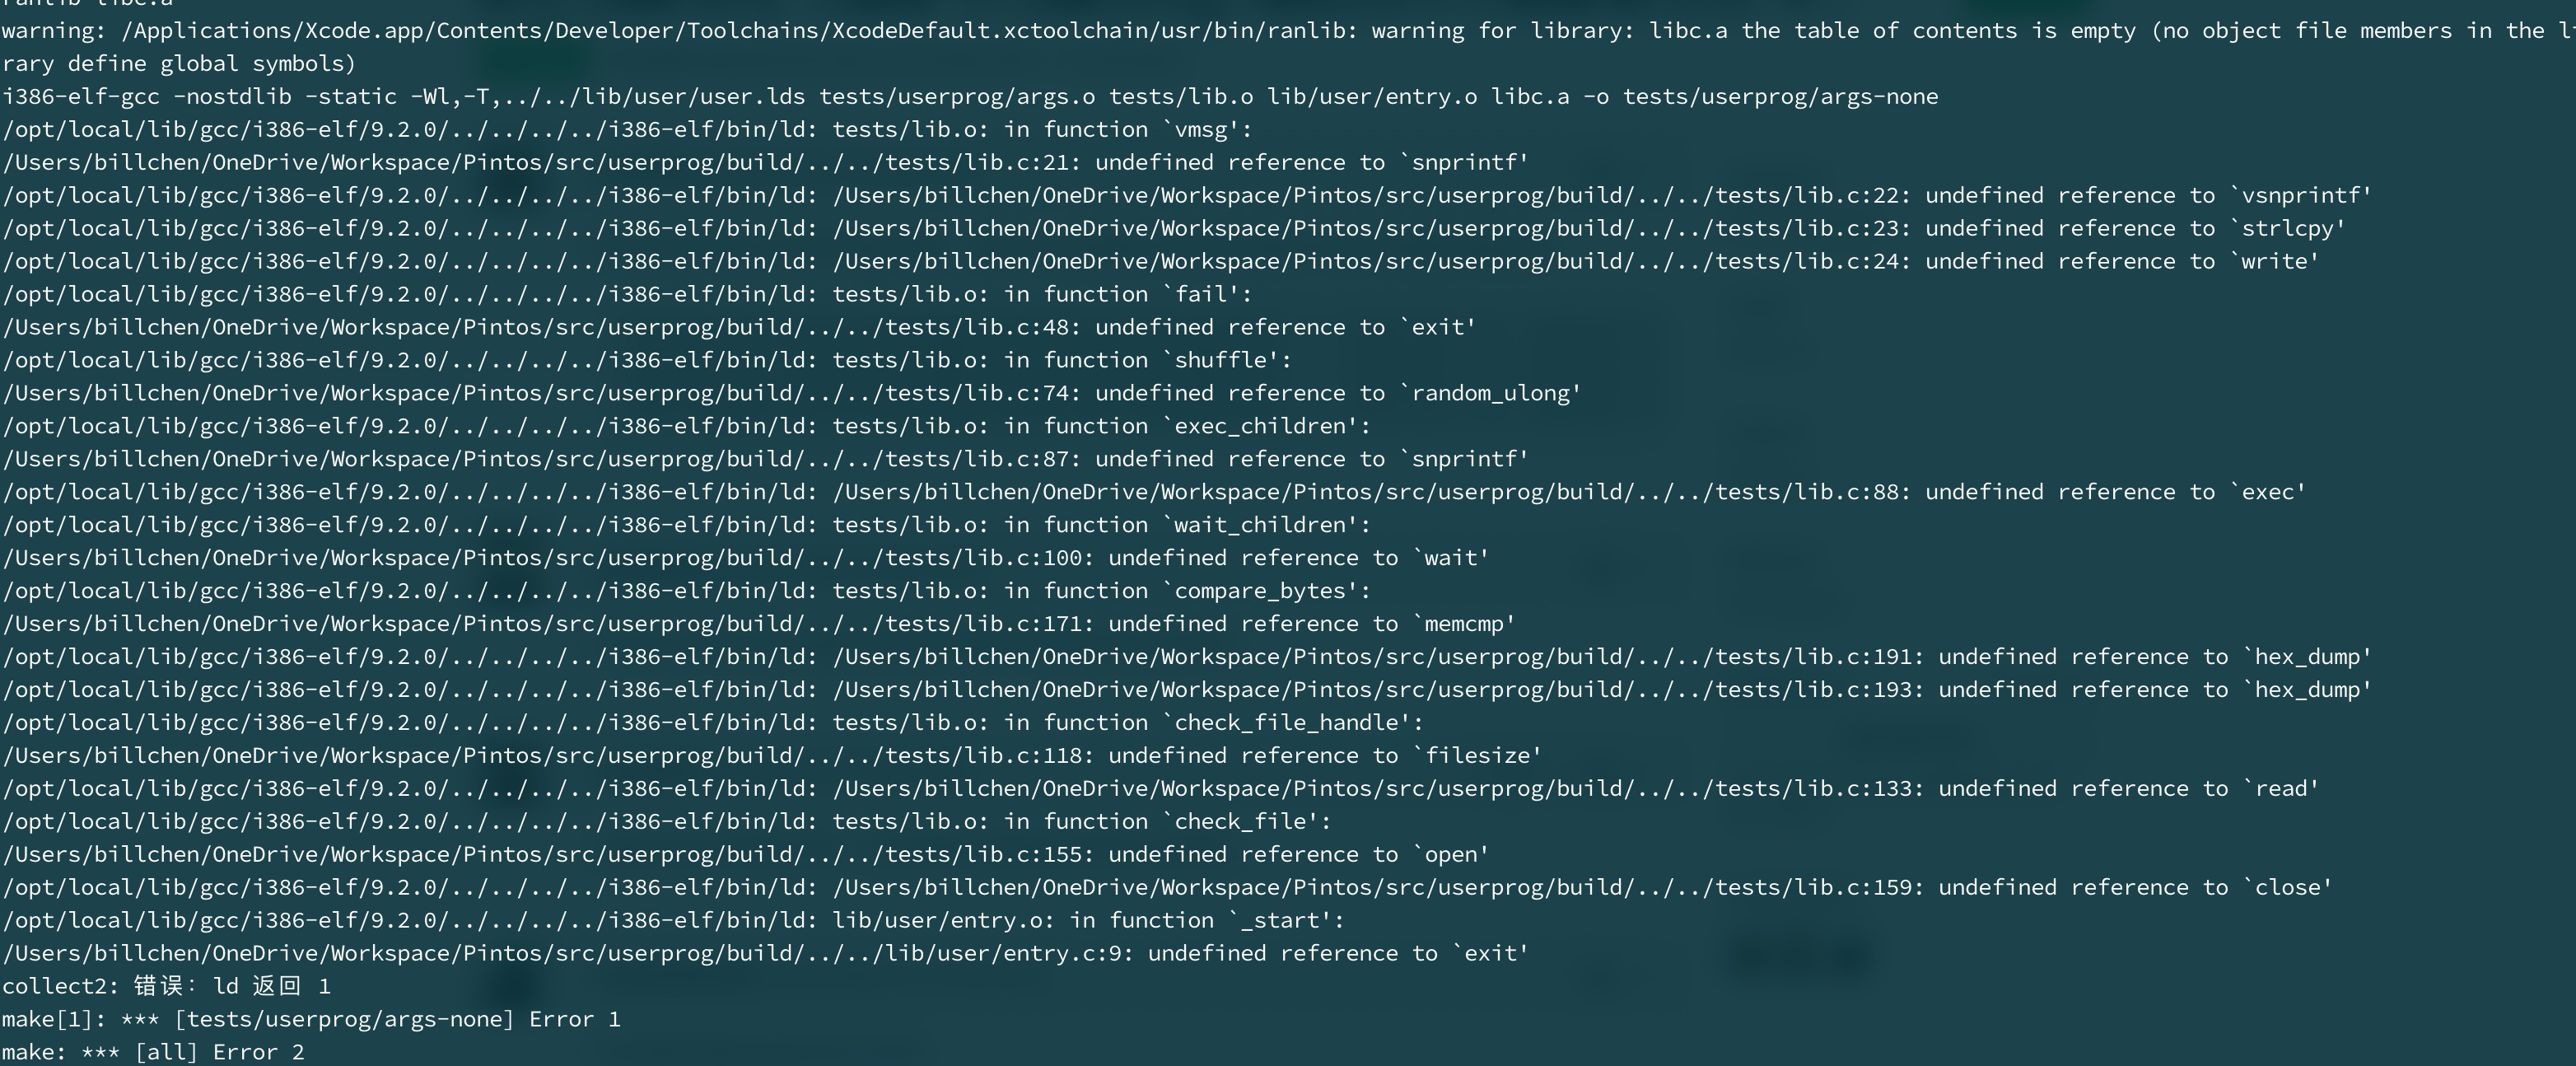 ranlib libc.a
warning: /Applications/Xcode.app/Contents/Developer/Toolchains/XcodeDefault.xctoolchain/usr/bin/ranlib: warning for library: libc.a the table of contents is empty (no object file members in the li
rary define global symbols)
i386-elf-gcc -nostdlib -static -Wl,-T,../../lib/user/user.lds tests/userprog/args.o tests/lib.o lib/user/entry.o libc.a -o tests/userprog/args-none
/opt/local/lib/gcc/i386-elf/9.2.0/../../../../i386-elf/bin/ld: tests/lib.o: in function `vmsg':
/Users/billchen/OneDrive/Workspace/Pintos/src/userprog/build/../../tests/lib.c:21: undefined reference to `snprintf'
/opt/local/lib/gcc/i386-elf/9.2.0/../../../../i386-elf/bin/ld: /Users/billchen/OneDrive/Workspace/Pintos/src/userprog/build/../../tests/lib.c:22: undefined reference to `vsnprintf'
/opt/local/lib/gcc/i386-elf/9.2.0/../../../../i386-elf/bin/ld: /Users/billchen/OneDrive/Workspace/Pintos/src/userprog/build/../../tests/lib.c:23: undefined reference to `strlcpy'
/opt/local/lib/gcc/i386-elf/9.2.0/../../../../i386-elf/bin/ld: /Users/billchen/OneDrive/Workspace/Pintos/src/userprog/build/../../tests/lib.c:24: undefined reference to `write'
/opt/local/lib/gcc/i386-elf/9.2.0/../../../../i386-elf/bin/ld: tests/lib.o: in function `fail':
/Users/billchen/OneDrive/Workspace/Pintos/src/userprog/build/../../tests/lib.c:48: undefined reference to `exit'
/opt/local/lib/gcc/i386-elf/9.2.0/../../../../i386-elf/bin/ld: tests/lib.o: in function `shuffle':
/Users/billchen/OneDrive/Workspace/Pintos/src/userprog/build/../../tests/lib.c:74: undefined reference to `random_ulong'
/opt/local/lib/gcc/i386-elf/9.2.0/../../../../i386-elf/bin/ld: tests/lib.o: in function `exec_children':
/Users/billchen/OneDrive/Workspace/Pintos/src/userprog/build/../../tests/lib.c:87: undefined reference to `snprintf'
/opt/local/lib/gcc/i386-elf/9.2.0/../../../../i386-elf/bin/ld: /Users/billchen/OneDrive/Workspace/Pintos/src/userprog/build/../../tests/lib.c:88: undefined reference to `exec'
/opt/local/lib/gcc/i386-elf/9.2.0/../../../../i386-elf/bin/ld: tests/lib.o: in function `wait_children':
/Users/billchen/OneDrive/Workspace/Pintos/src/userprog/build/../../tests/lib.c:100: undefined reference to `wait'
/opt/local/lib/gcc/i386-elf/9.2.0/../../../../i386-elf/bin/ld: tests/lib.o: in function `compare_bytes':
/Users/billchen/OneDrive/Workspace/Pintos/src/userprog/build/../../tests/lib.c:171: undefined reference to `memcmp'
/opt/local/lib/gcc/i386-elf/9.2.0/../../../../i386-elf/bin/ld: /Users/billchen/OneDrive/Workspace/Pintos/src/userprog/build/../../tests/lib.c:191: undefined reference to `hex_dump'
/opt/local/lib/gcc/i386-elf/9.2.0/../../../../i386-elf/bin/ld: /Users/billchen/OneDrive/Workspace/Pintos/src/userprog/build/../../tests/lib.c:193: undefined reference to `hex_dump'
/opt/local/lib/gcc/i386-elf/9.2.0/../../../../i386-elf/bin/ld: tests/lib.o: in function `check_file_handle':
/Users/billchen/OneDrive/Workspace/Pintos/src/userprog/build/../../tests/lib.c:118: undefined reference to `filesize'
/opt/local/lib/gcc/i386-elf/9.2.0/../../../../i386-elf/bin/ld: /Users/billchen/OneDrive/Workspace/Pintos/src/userprog/build/../../tests/lib.c:133: undefined reference to `read'
/opt/local/lib/gcc/i386-elf/9.2.0/../../../../i386-elf/bin/ld: tests/lib.o: in function `check_file':
/Users/billchen/OneDrive/Workspace/Pintos/src/userprog/build/../../tests/lib.c:155: undefined reference to `open'
/opt/local/lib/gcc/i386-elf/9.2.0/../../../../i386-elf/bin/ld: /Users/billchen/OneDrive/Workspace/Pintos/src/userprog/build/../../tests/lib.c:159: undefined reference to `close'
/opt/local/lib/gcc/i386-elf/9.2.0/../../../../i386-elf/bin/ld: lib/user/entry.o: in function `_start':
/Users/billchen/OneDrive/Workspace/Pintos/src/userprog/build/../../lib/user/entry.c:9: undefined reference to `exit'
collect2: 错误：ld 返回 1
make[1]: *** [tests/userprog/args-none] Error 1
make: *** [all] Error 2